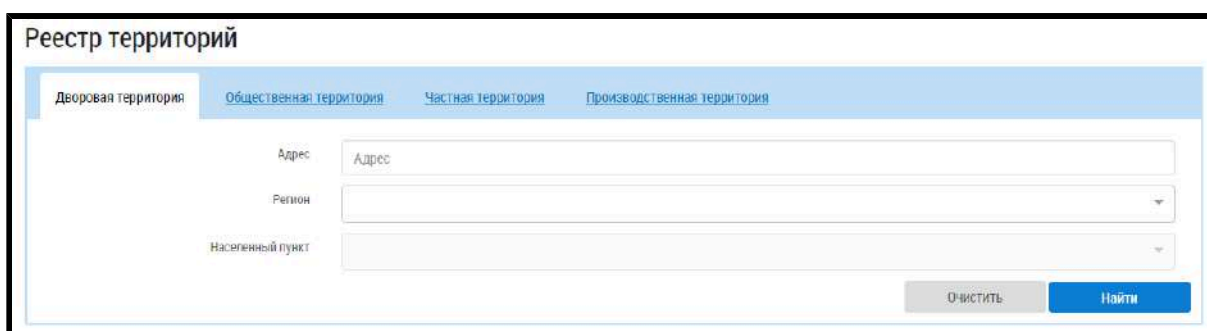 Реестр территорий
Дворовая территория Общественная территория Частная территория Производственная территория
Адрес Адрес
Регион
Населенный пункт
Очистить Найти